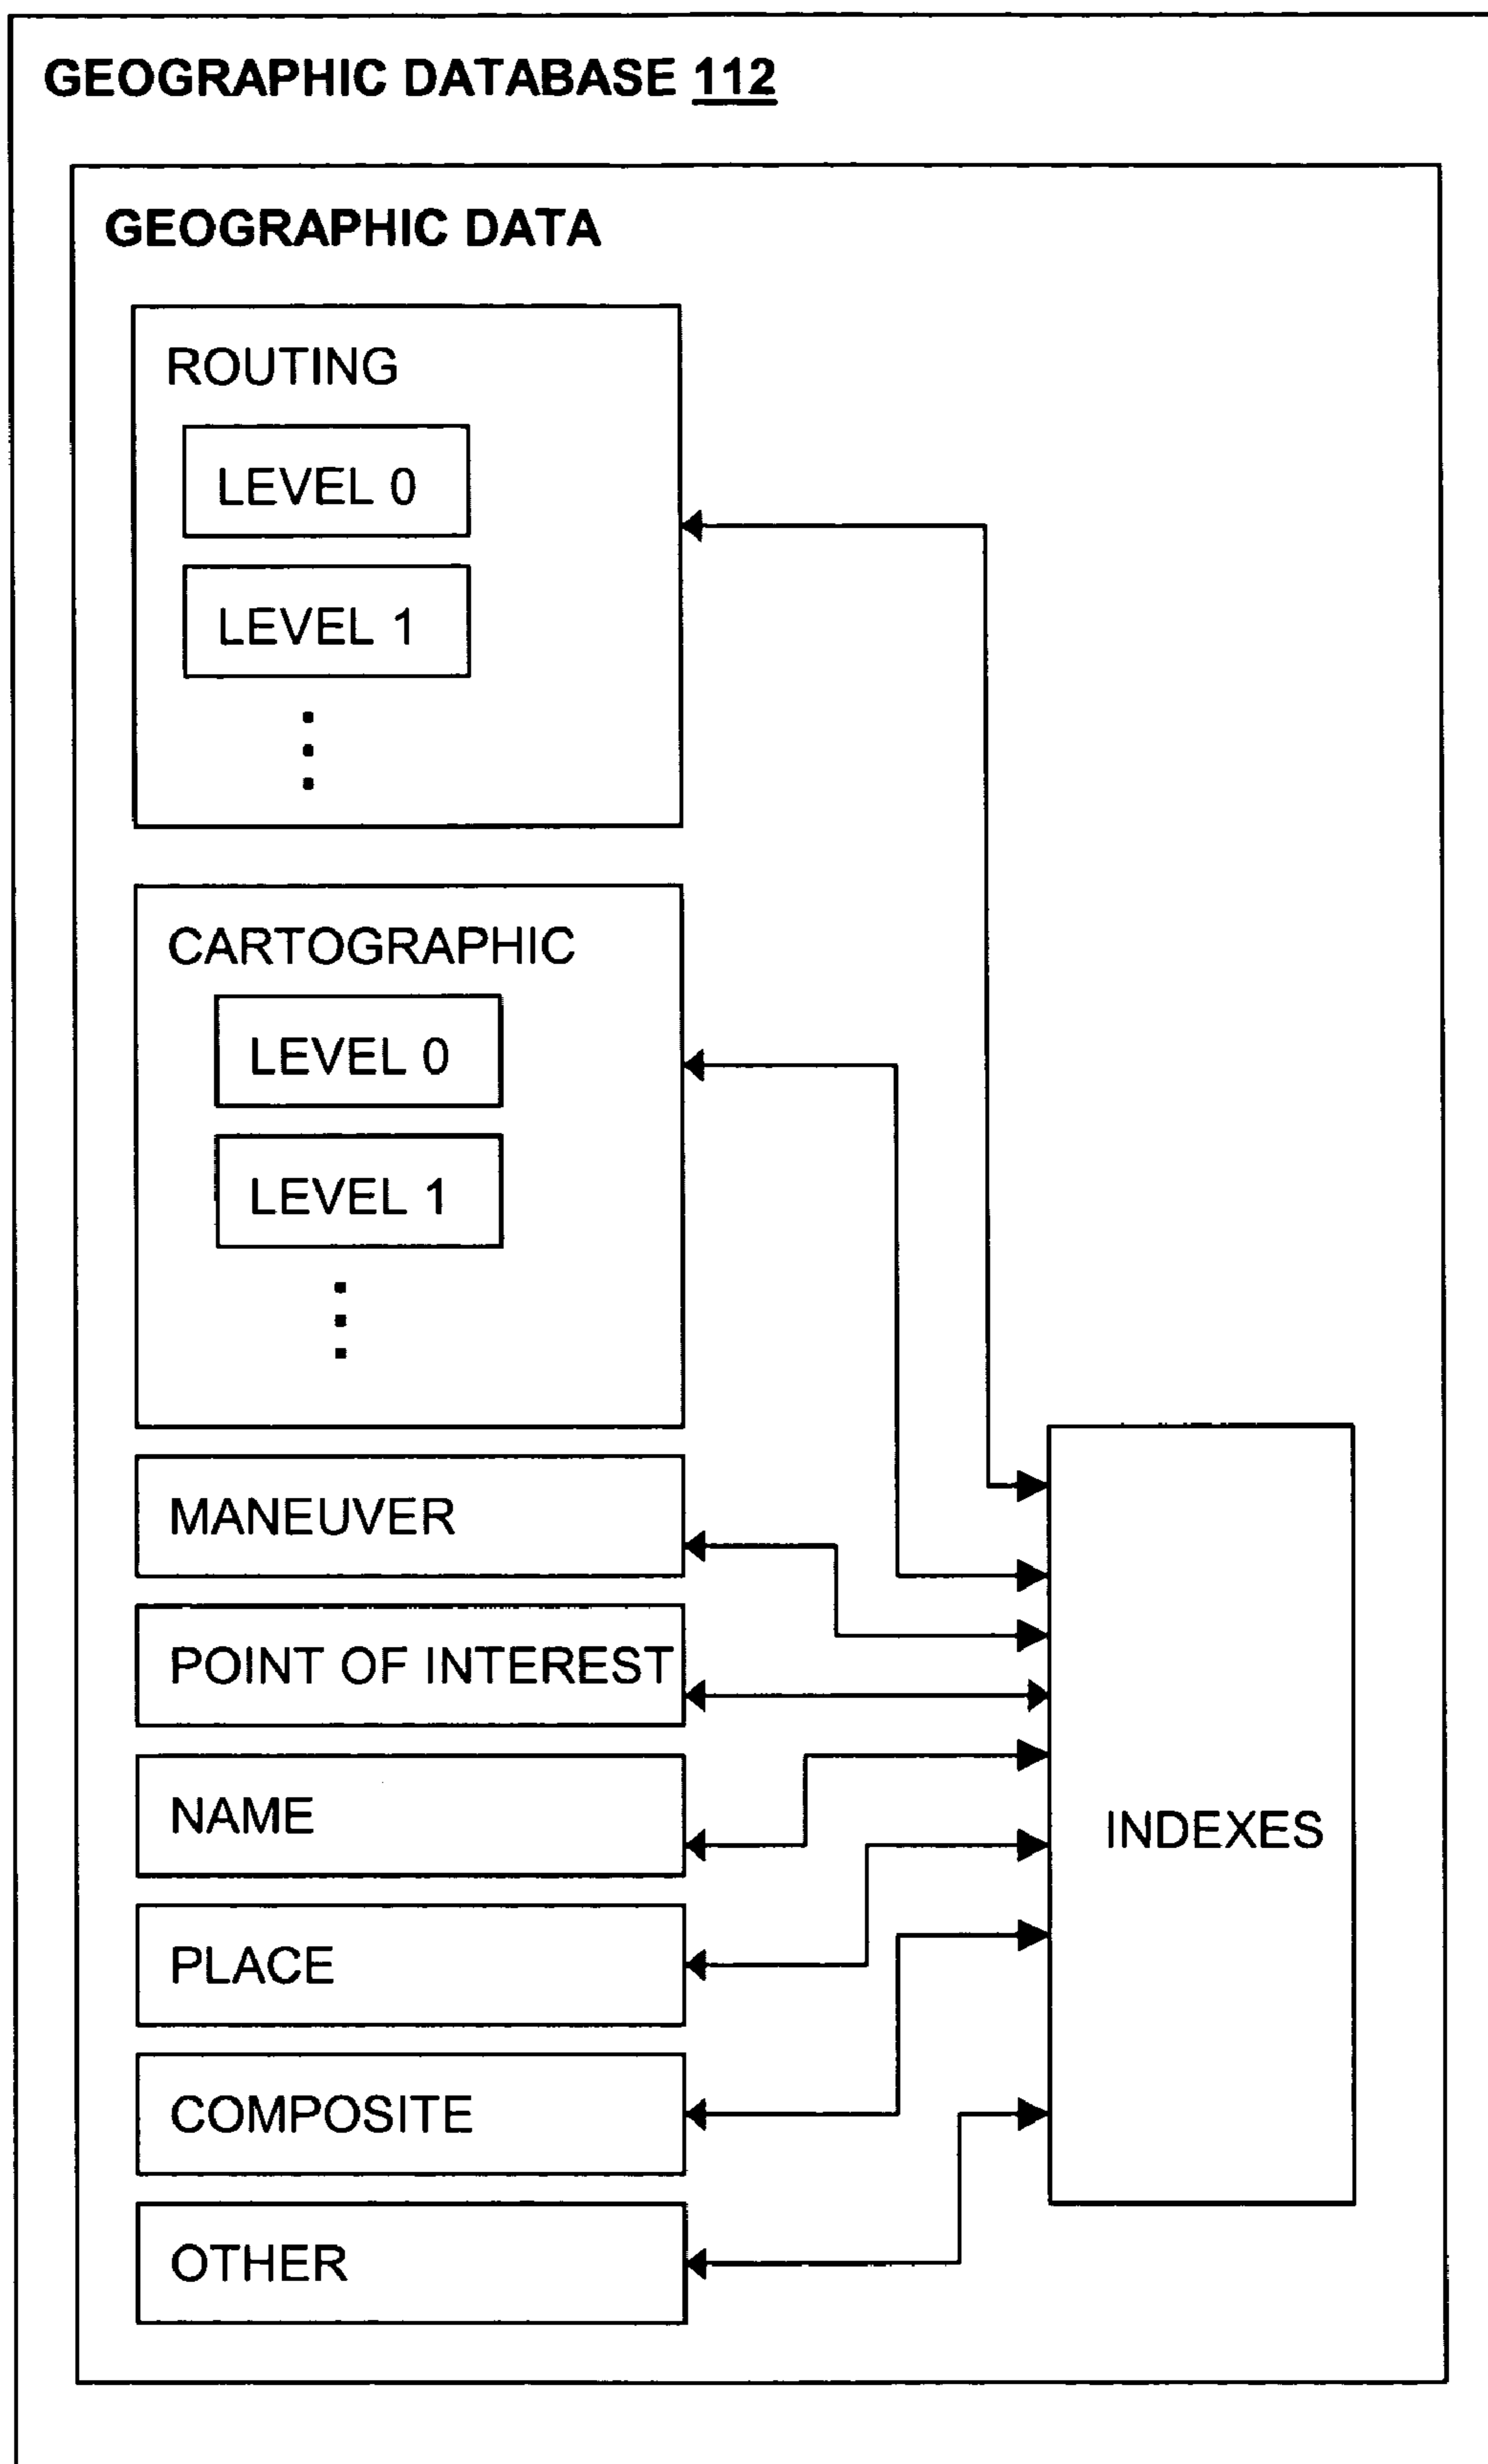 GEOGRAPHIC DATABASE 112
GEOGRAPHIC DATA
ROUTING
LEVEL 0
LEVEL 1
CARTOGRAPHIC
LEVEL 0
LEVEL 1
MANEUVER
POINT OF INTEREST
NAME
PLACE
COMPOSITE
OTHER
INDEXES